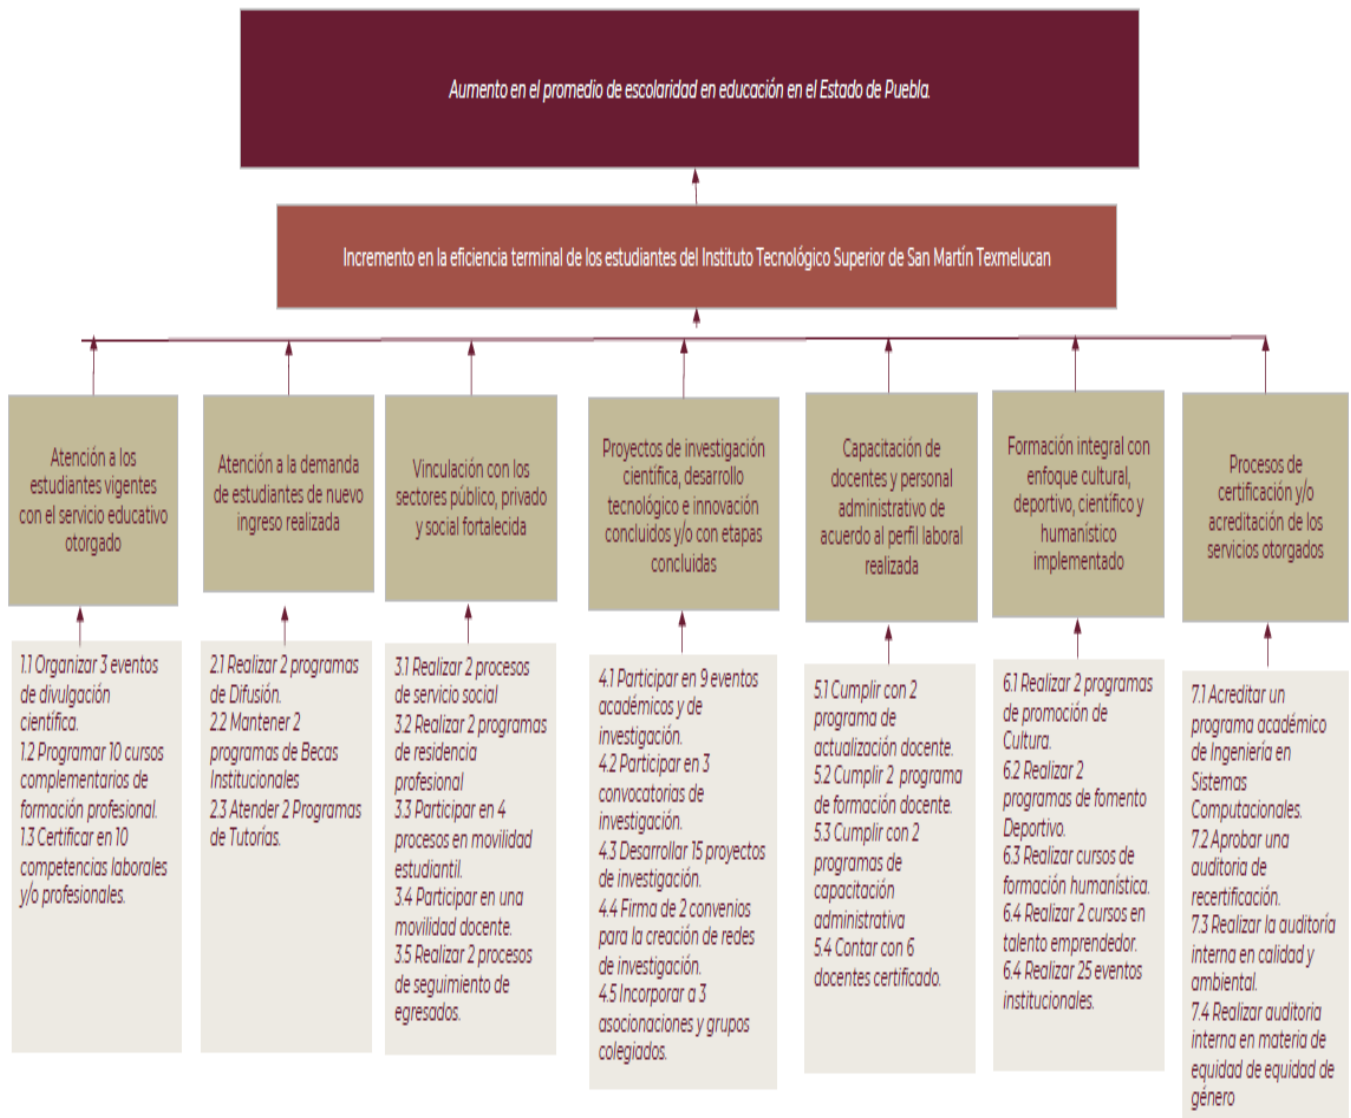 Aumento en el promedio de escolaridad en educación en el Estado de Puebla.
Incremento en la eficiencia terminal de los estudiantes del Instituto Tecnológico Superior de San Martín Texmelucan
Atención a los
estudiantes vigentes
con el servicio educativo
otorgado
Atención a la demanda
de estudiantes de nuevo
ingreso realizada
Vinculación con los
sectores público, privado
y social fortalecida
Proyectos de investigación
científica, desarrollo
tecnológico e innovación
concluidos y/o con etapas
concluidas
Capacitación de
docentes y personal
administrativo de
acuerdo al perfil laboral
realizada
Formación integral con
enfoque cultural,
deportivo, científico y
humanístico
implementado
Procesos de
certificación y/o
acreditación de los
servicios otorgados
1.1 Organizar 3 eventos
de divulgación
científica.
1.2 Programar 10 cursos
complementarios de
formación profesional.
1.3 Certificar en 10
competencias laborales
y/o profesionales.
2.1 Realizar 2 programas
de Difusión.
2.2 Mantener 2
programas de Becas
Institucionales
2.3 Atender 2 Programas
de Tutorías.
3.1 Realizar 2 procesos
de servicio social
3.2 Realizar 2 programas
de residencia
profesional
3.3 Participar en 4
procesos en movilidad
estudiantil.
3.4 Participar en una
movilidad docente.
3.5 Realizar 2 procesos
de seguimiento de
egresados.
4.1 Participar en 9 eventos
académicos y de
investigación.
4.2 Participar en 3
convocatorias de
investigación.
4.3 Desarrollar 15 proyectos
de investigación.
4.4 Firma de 2 convenios
para la creación de redes
de investigación.
4.5 Incorporar a 3
asocionaciones y grupos
colegiados.
5.1 Cumplir con 2
programa de
actualización docente.
5.2 Cumplir 2 programa
de formación docente.
5.3 Cumplir con 2
programas de
capacitación
administrativa
5.4 Contar con 6
docentes certificado.
6.1 Realizar 2 programas
de promoción de
Cultura.
6.2 Realizar 2
programas de fomento
Deportivo.
6.3 Realizar cursos de
formación humanística.
6.4 Realizar 2 cursos en
talento emprendedor.
6.4 Realizar 25 eventos
institucionales.
7.1 Acreditar un
programa académico
de Ingeniería en
Sistemas
Computacionales.
7.2 Aprobar una
auditoria de
recertificación.
7.3 Realizar la auditoría
interna en calidad y
ambiental.
7.4 Realizar auditoria
interna en materia de
equidad de equidad de
género